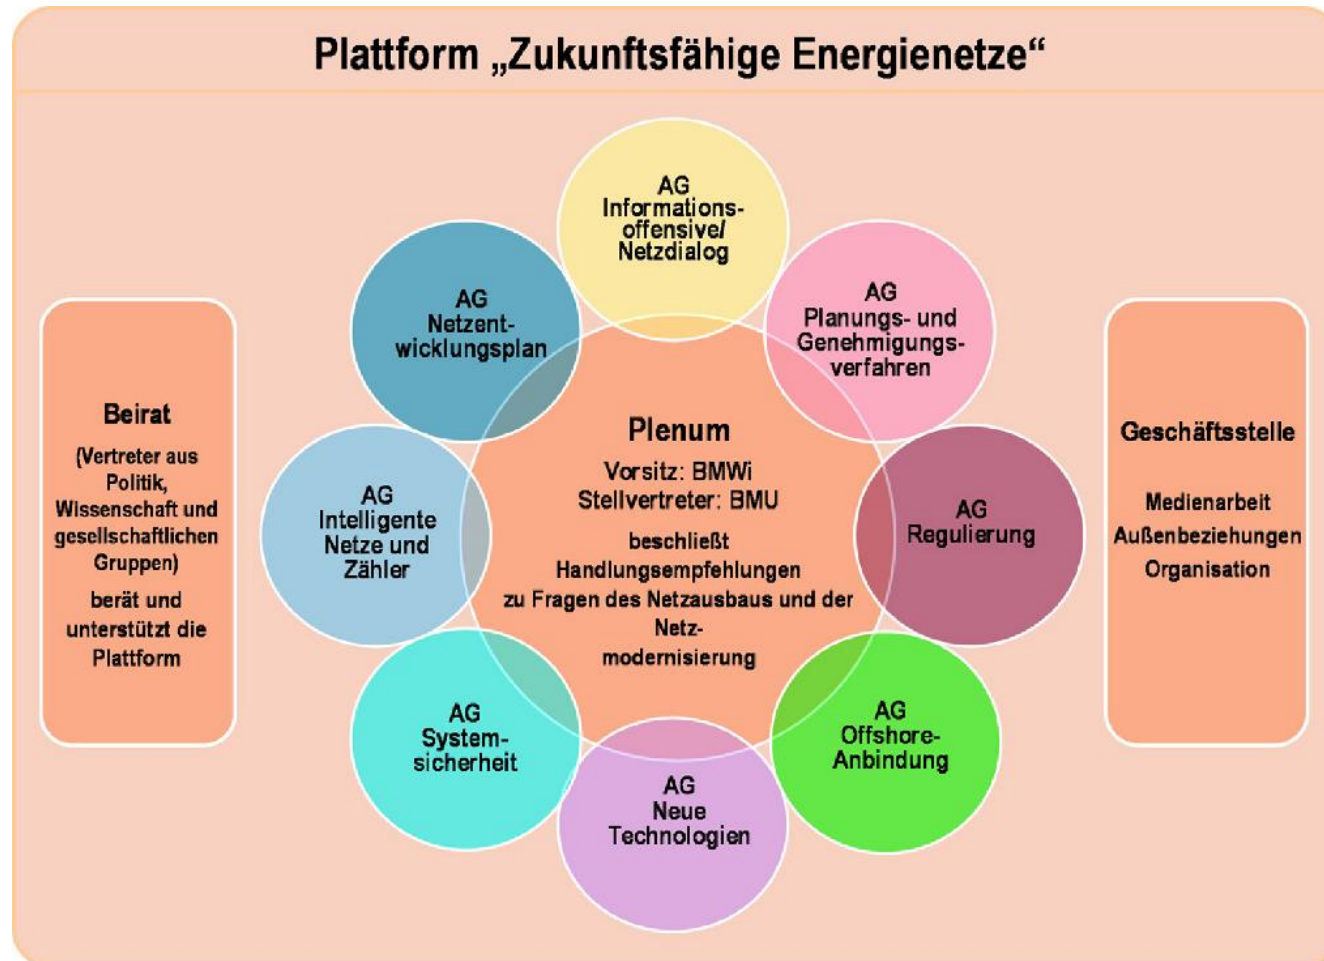 Plattform „Zukunftsfähige Energienetze“
AG
Informations-
offensive/
Netzdialog
AG
Netzent-
wicklungsplan
AG
Planungs- und
Genehmigungs-
verfahren
Beirat
(Vertreter aus
Politik,
Wissenschaft und
gesellschaftlichen
Gruppen)
berät und
unterstützt die
Plattform
Plenum
Vorsitz: BMWi
Stellvertreter: BMU
beschließt
Handlungsempfehlungen
zu Fragen des Netzausbaus und der
Netz-
modernisierung
Geschäftsstelle
Medienarbeit
Außenbeziehungen
Organisation
AG
Intelligente
Netze und
Zähler
AG
Regulierung
AG
System-
sicherheit
AG
Offshore-
Anbindung
AG
Neue
Technologien